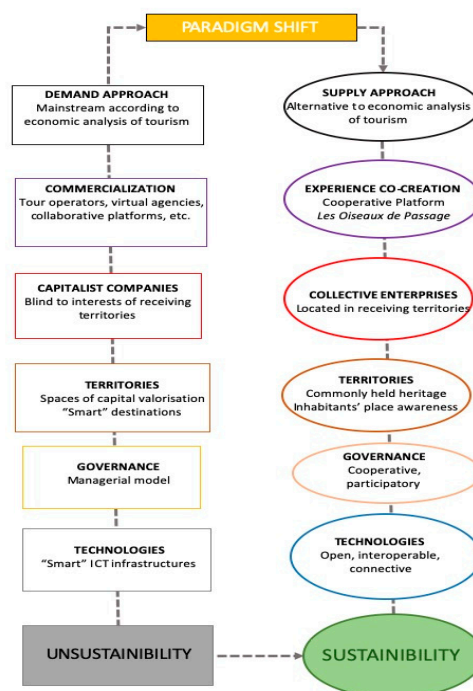 PARADIGM SHIFT
DEMAND APPROACH
Mainstream according to
economic analysis of tourism
COMMERCIALIZATION
Tour operators, virtual agencies,
collaborative platforms, etc.
CAPITALIST COMPANIES
Blind to interests of receiving
territories
TERRITORIES
Spaces of capital valorisation
“Smart” destinations
GOVERNANCE
Managerial model
TECHNOLOGIES
“Smart” ICT infrastructures
UNSUSTAINIBILITY
SUPPLY APPROACH
Alternative to economic analysis
of tourism
EXPERIENCE CO-CREATION
Cooperative Platform
Les Oiseaux de Passage
COLLECTIVE ENTERPRISES
Located in receiving territories
TERRITORIES
Commonly held heritage
Inhabitants’ place awareness
GOVERNANCE
Cooperative,
participatory
TECHNOLOGIES
Open, interoperable,
connective
SUSTAINIBILITY